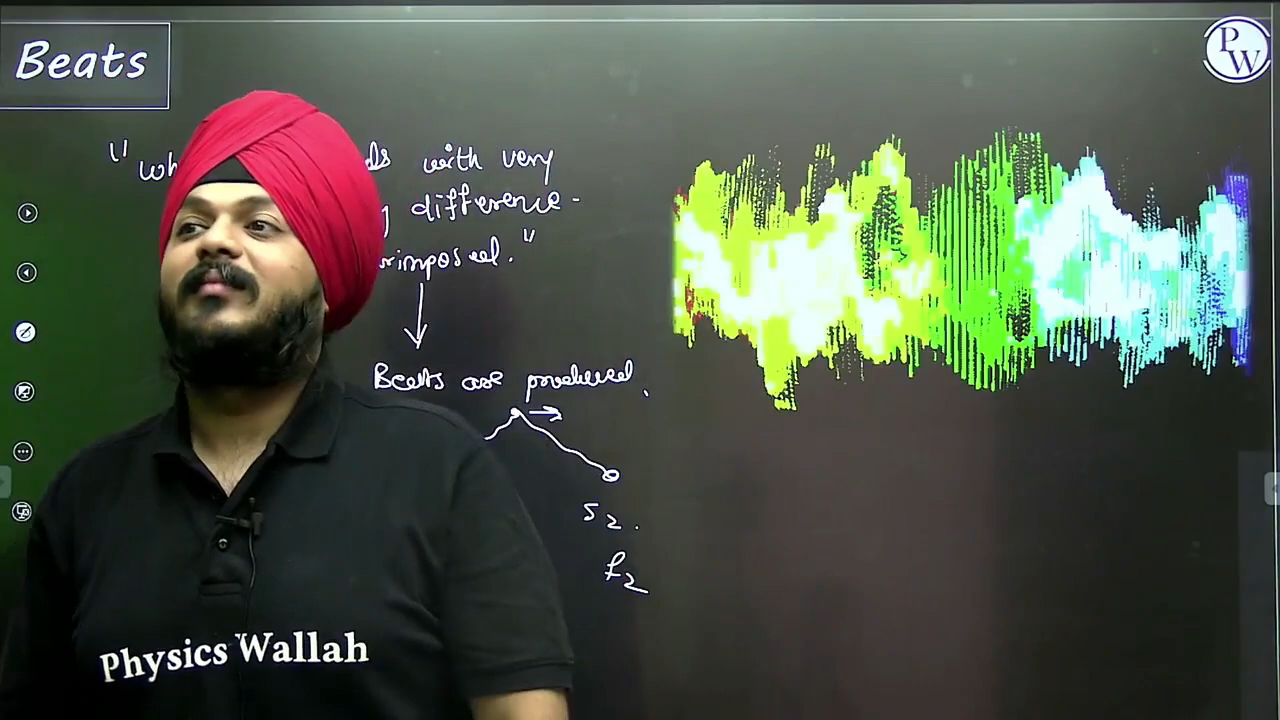 Beats
PW
" wh ds with very
difference -
rimposed."
Beats are produced.
S2.
f2
Physics Wallah